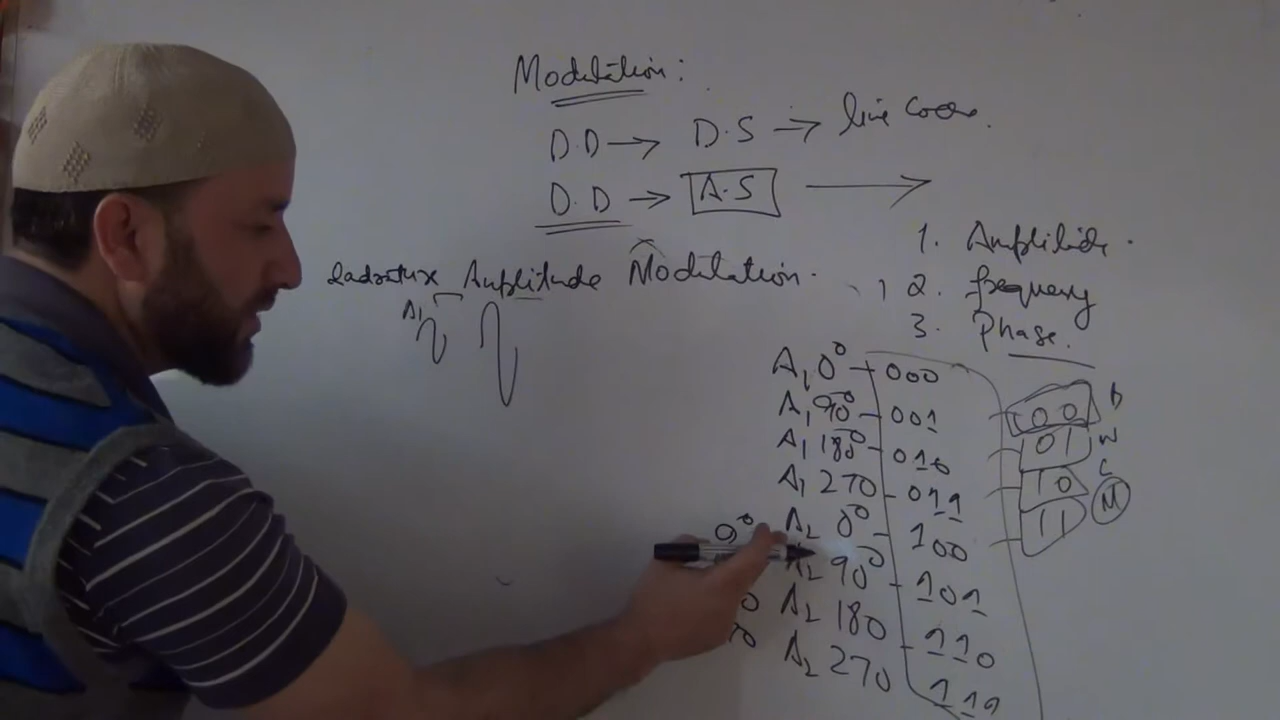 Modulation:
D.D → D.S → line
D.D → A.S →
1. Amplitude.
2. frequency
3. Phase.
Amplitude Modulation.
A1
A1 0° 000
A1 90° 001
A1 180° 010
A1 270 011
A2 0° 100
A2 90° 101
A2 180 110
A2 270 111
00
01 W
10 C
11 M
0°